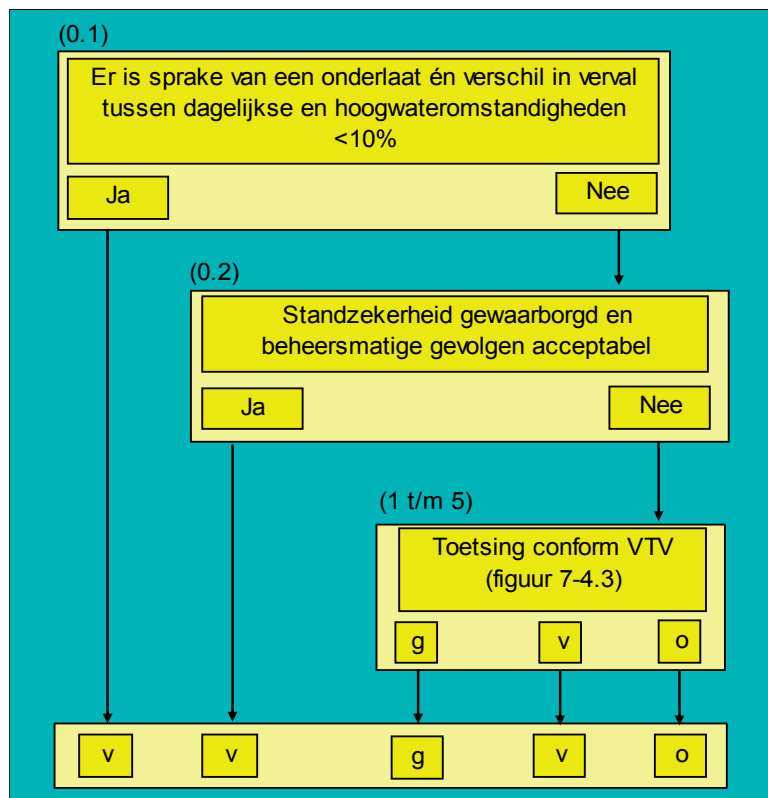 (0.1)
Er is sprake van een onderlaat én verschil in verval
tussen dagelijkse en hoogwateromstandigheden
<10%
Ja
Nee
(0.2)
Standzekerheid gewaarborgd en
beheersmatige gevolgen acceptabel
Ja
Nee
(1 t/m 5)
Toetsing conform VTV
(figuur 7-4.3)
g
v
o
v
v
g
v
o